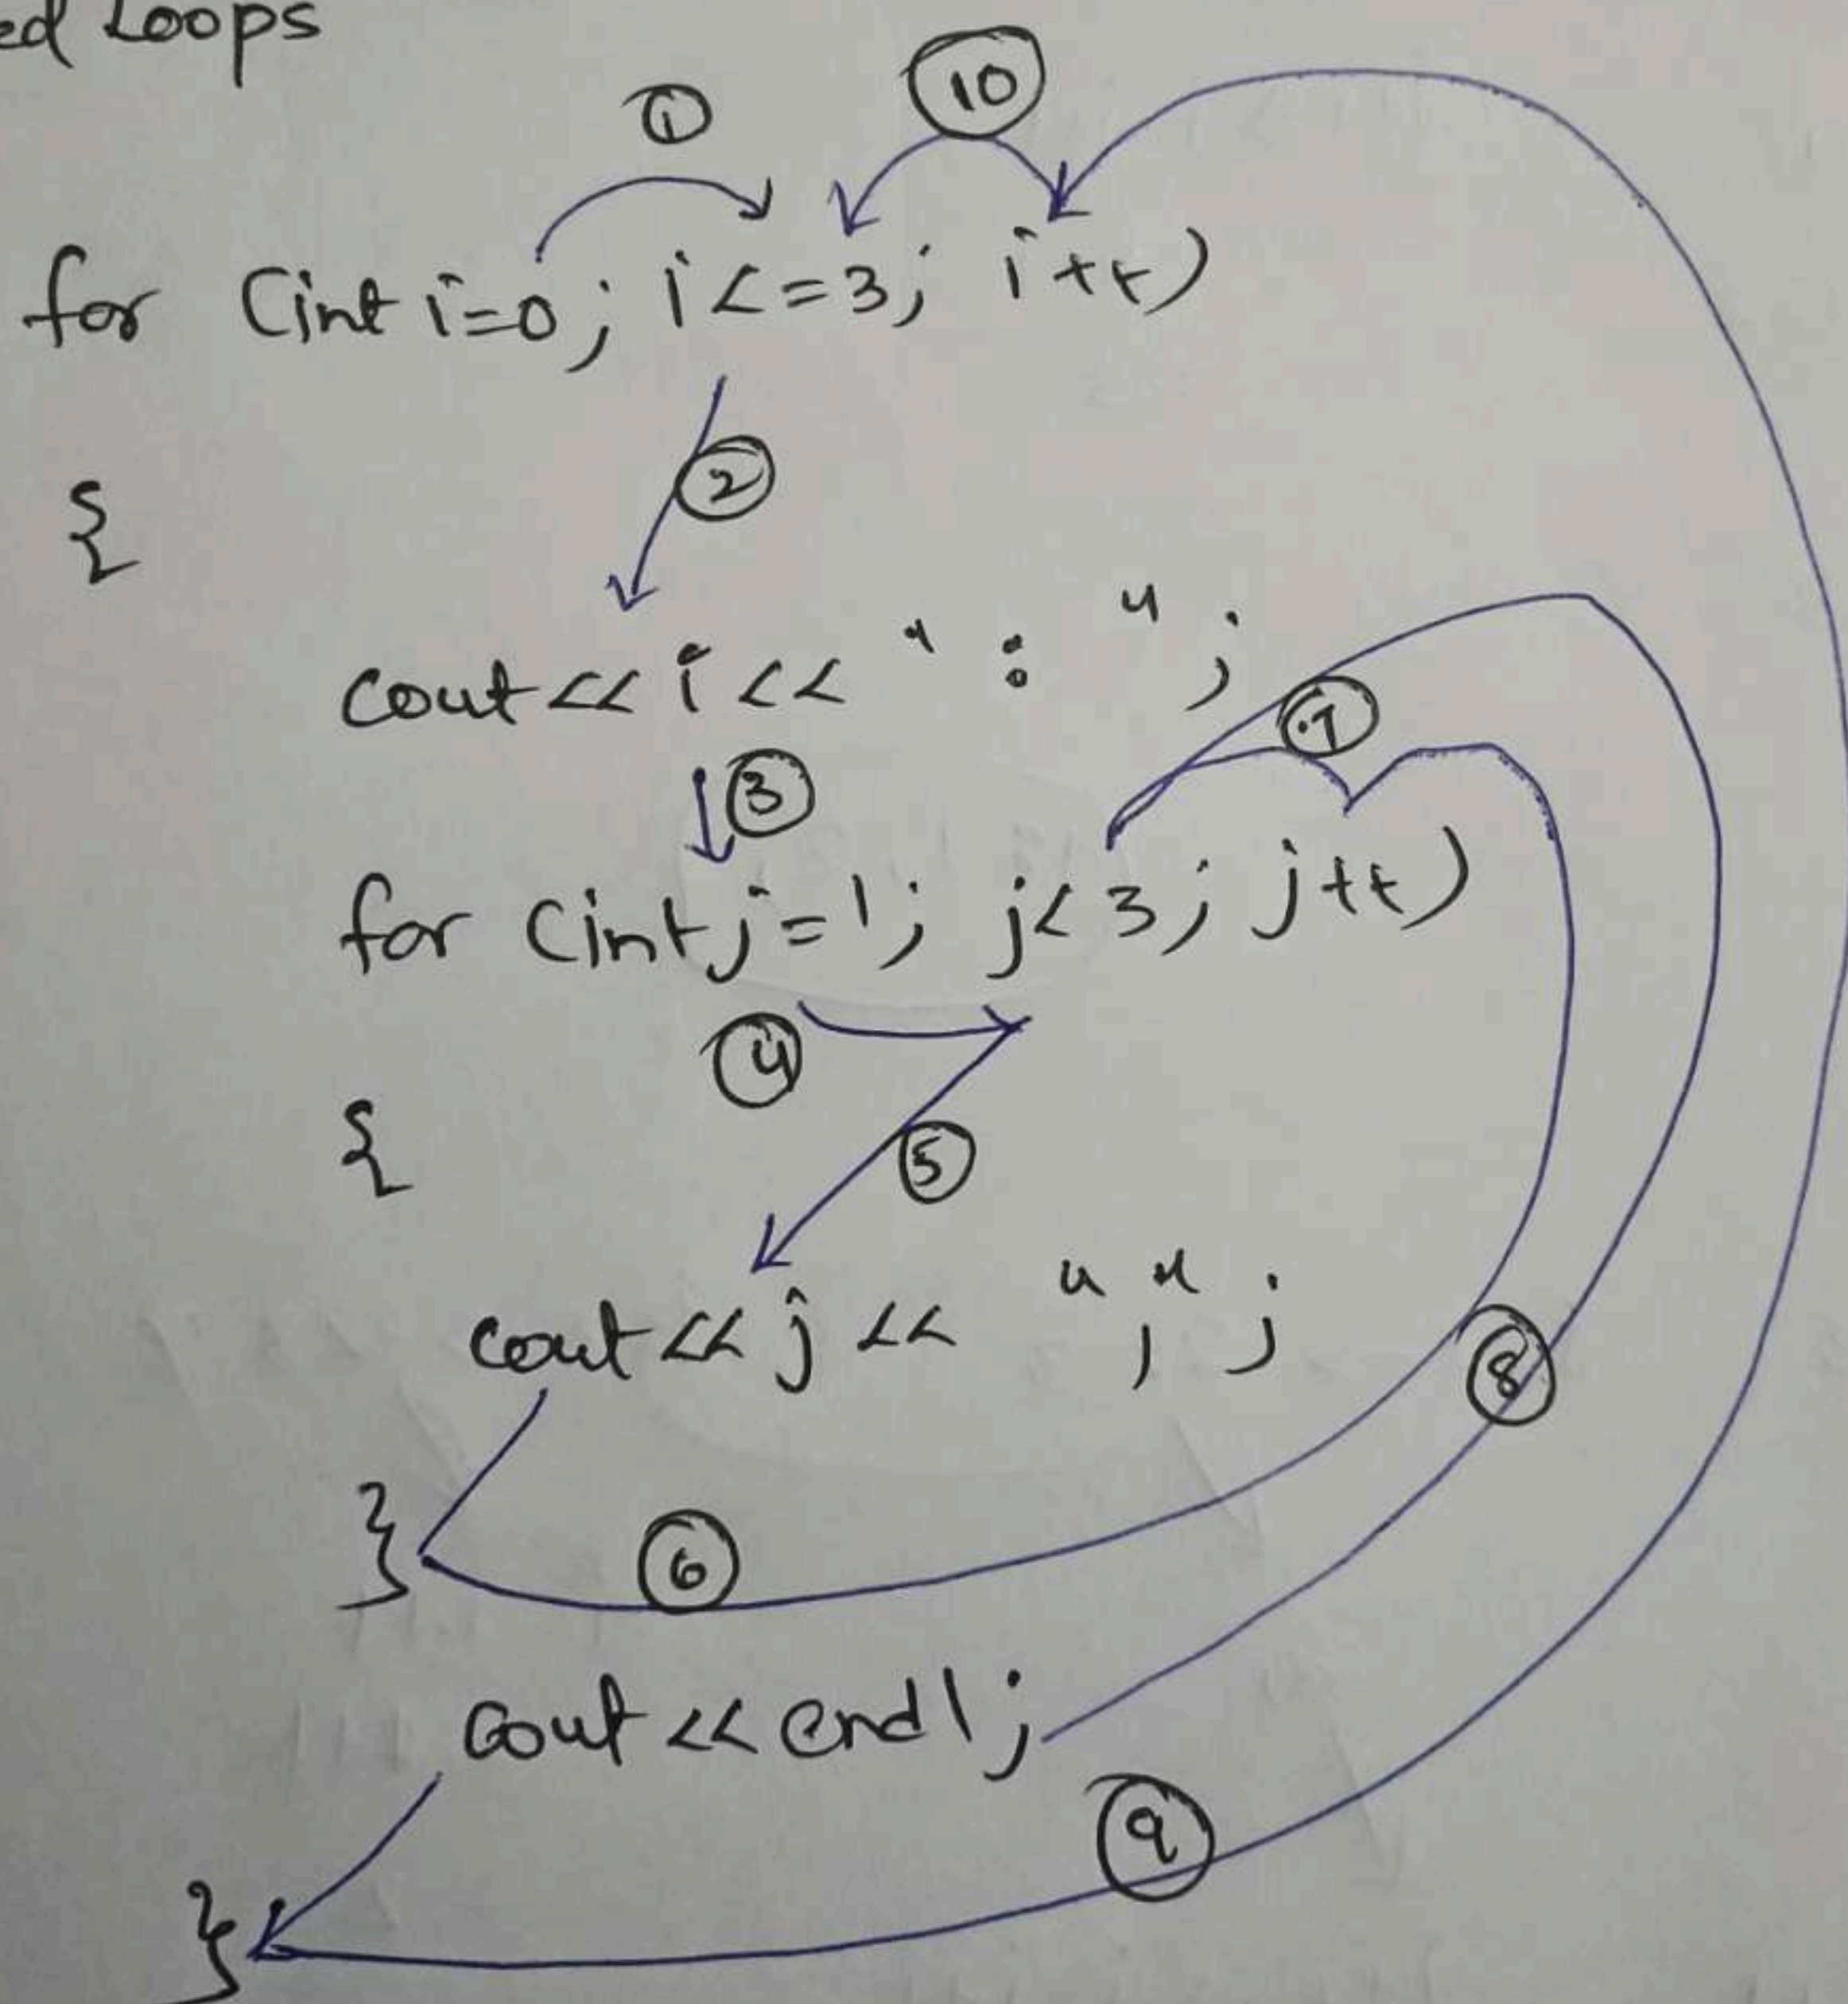 ed Loops
① ⑩
for (int i=0; i<=3; i++)
②
{
cout << i << " : ";
⑦
③
for (int j=1; j<3; j++)
④
{
⑤
cout << j << ",";
⑧
}
⑥
cout << endl;
⑨
}